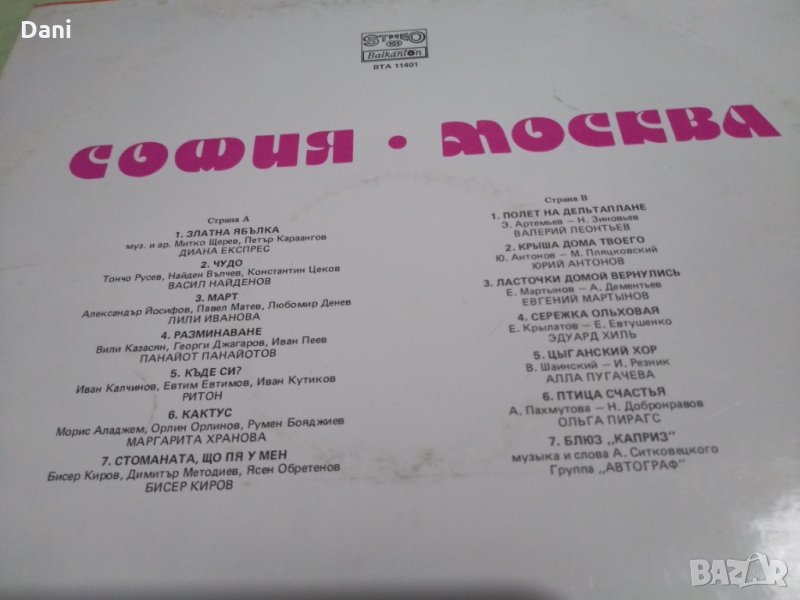 Dani
STEREO
Balkanton
ВТА 11401
СОФИЯ • МОСКВА
Страна А
1. ЗЛАТНА ЯБЪЛКА
муз. и ар. Митко Щерев, Петър Караангов
ДИАНА ЕКСПРЕС
2. ЧУДО
Тончо Русев, Найден Вълчев, Константин Цеков
ВАСИЛ НАЙДЕНОВ
3. МАРТ
Александър Йосифов, Павел Матев, Любомир Денев
ЛИЛИ ИВАНОВА
4. РАЗМИНАВАНЕ
Вили Казасян, Георги Джагаров, Иван Пеев
ПАНАЙОТ ПАНАЙОТОВ
5. КЪДЕ СИ?
Иван Калчинов, Евтим Евтимов, Иван Кутиков
РИТОН
6. КАКТУС
Морис Аладжем, Орлин Орлинов, Румен Бояджиев
МАРГАРИТА ХРАНОВА
7. СТОМАНАТА, ЩО ПЯ У МЕН
Бисер Киров, Димитър Методиев, Ясен Обретенов
БИСЕР КИРОВ
Страна В
1. ПОЛЕТ НА ДЕЛЬТАПЛАНЕ
Э. Артемьев – Н. Зиновьев
ВАЛЕРИЙ ЛЕОНТЬЕВ
2. КРЫША ДОМА ТВОЕГО
Ю. Антонов – М. Пляцковский
ЮРИЙ АНТОНОВ
3. ЛАСТОЧКИ ДОМОЙ ВЕРНУЛИСЬ
Е. Мартынов – А. Дементьев
ЕВГЕНИЙ МАРТЫНОВ
4. СЕРЕЖКА ОЛЬХОВАЯ
Е. Крылатов – Е. Евтушенко
ЭДУАРД ХИЛЬ
5. ЦЫГАНСКИЙ ХОР
В. Шаинский – И. Резник
АЛЛА ПУГАЧЕВА
6. ПТИЦА СЧАСТЬЯ
А. Пахмутова – Н. Добронравов
ОЛЬГА ПИРАГС
7. БЛЮЗ „КАПРИЗ"
музыка и слова А. Ситковецкого
Группа „АВТОГРАФ"
BAZAR